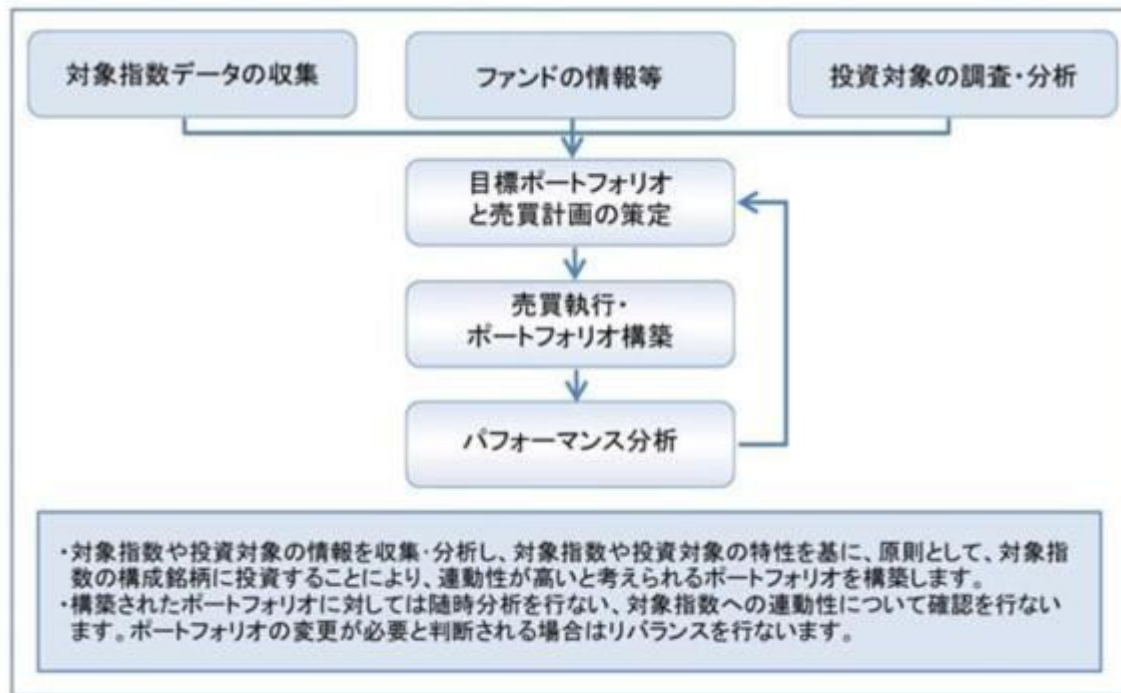 対象指数データの収集
ファンドの情報等
投資対象の調査・分析
目標ポートフォリオ
と売買計画の策定
売買執行・
ポートフォリオ構築
パフォーマンス分析
・対象指数や投資対象の情報を収集・分析し、対象指数や投資対象の特性を基に、原則として、対象指
数の構成銘柄に投資することにより、連動性が高いと考えられるポートフォリオを構築します。
・構築されたポートフォリオに対しては随時分析を行ない、対象指数への連動性について確認を行ない
ます。ポートフォリオの変更が必要と判断される場合はリバランスを行ないます。